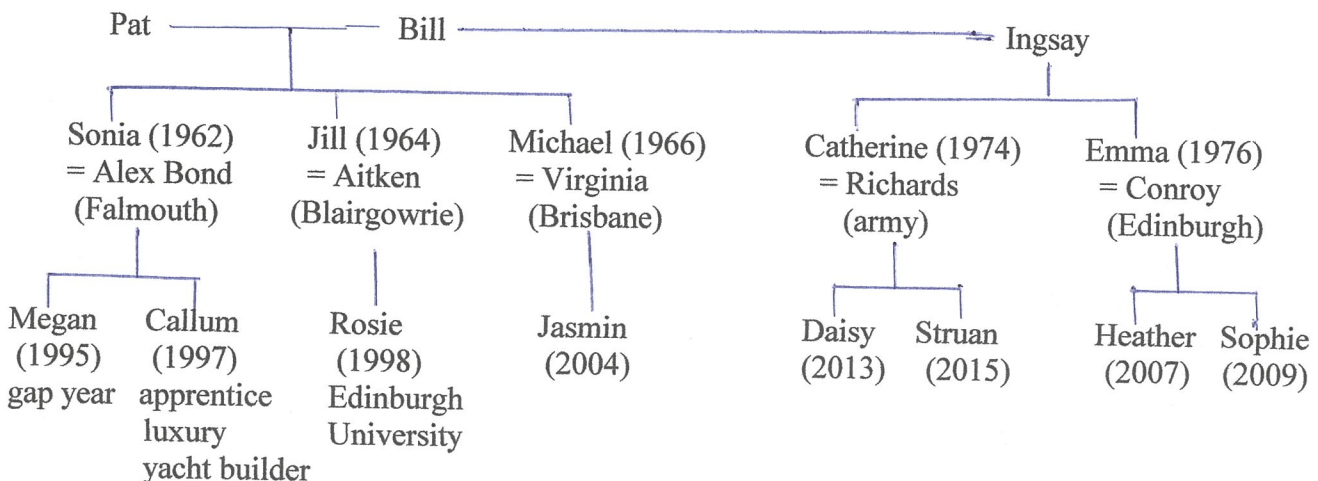 Pat Bill Ingsay
Sonia (1962) Jill (1964) Michael (1966) Catherine (1974) Emma (1976)
= Alex Bond = Aitken = Virginia = Richards = Conroy
(Falmouth) (Blairgowrie) (Brisbane) (army) (Edinburgh)
Megan Callum Rosie Jasmin Daisy Struan Heather Sophie
(1995) (1997) (1998) (2004) (2013) (2015) (2007) (2009)
gap year apprentice Edinburgh
luxury University
yacht builder